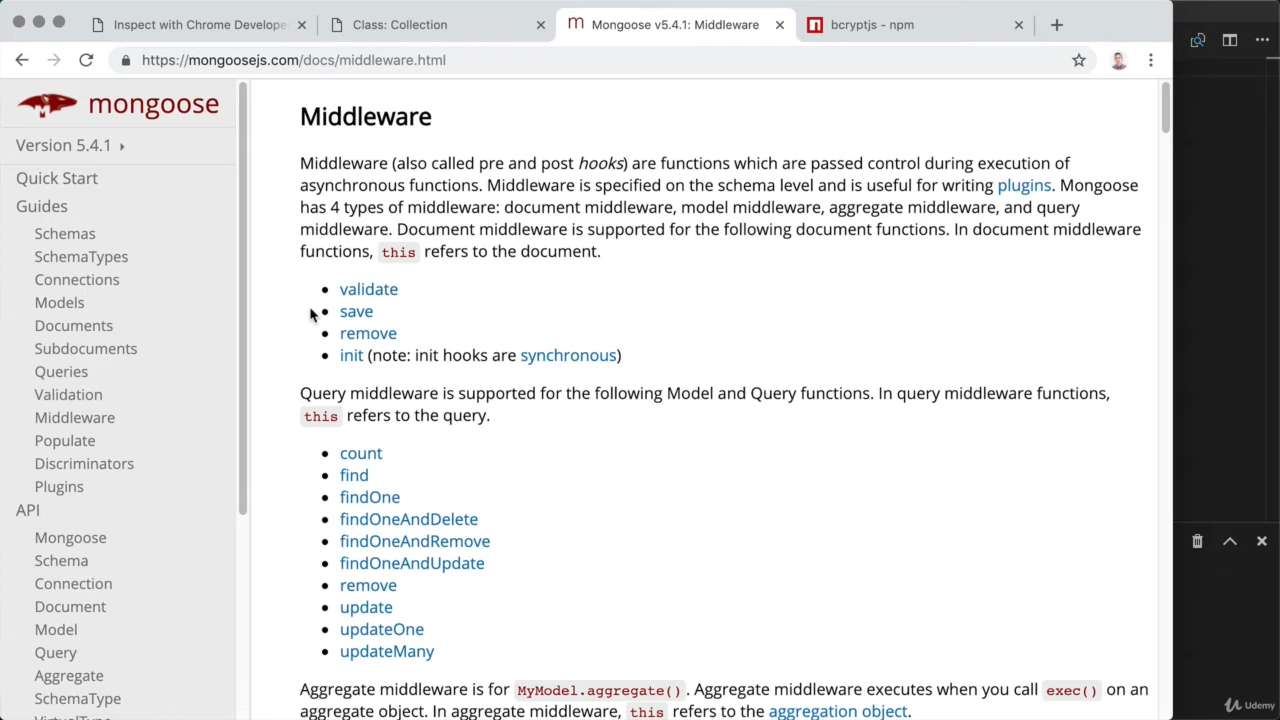 Inspect with Chrome Develope
Class: Collection
Mongoose v5.4.1: Middleware
bcryptjs - npm
https://mongoosejs.com/docs/middleware.html
mongoose
Version 5.4.1
Quick Start
Guides
Schemas
SchemaTypes
Connections
Models
Documents
Subdocuments
Queries
Validation
Middleware
Populate
Discriminators
Plugins
API
Mongoose
Schema
Connection
Document
Model
Query
Aggregate
SchemaType
Middleware
Middleware (also called pre and post hooks) are functions which are passed control during execution of
asynchronous functions. Middleware is specified on the schema level and is useful for writing plugins. Mongoose
has 4 types of middleware: document middleware, model middleware, aggregate middleware, and query
middleware. Document middleware is supported for the following document functions. In document middleware
functions, this refers to the document.
validate
save
remove
init (note: init hooks are synchronous)
Query middleware is supported for the following Model and Query functions. In query middleware functions,
this refers to the query.
count
find
findOne
findOneAndDelete
findOneAndRemove
findOneAndUpdate
remove
update
updateOne
updateMany
Aggregate middleware is for MyModel.aggregate(). Aggregate middleware executes when you call exec() on an
aggregate object. In aggregate middleware, this refers to the aggregation object.
Udemy